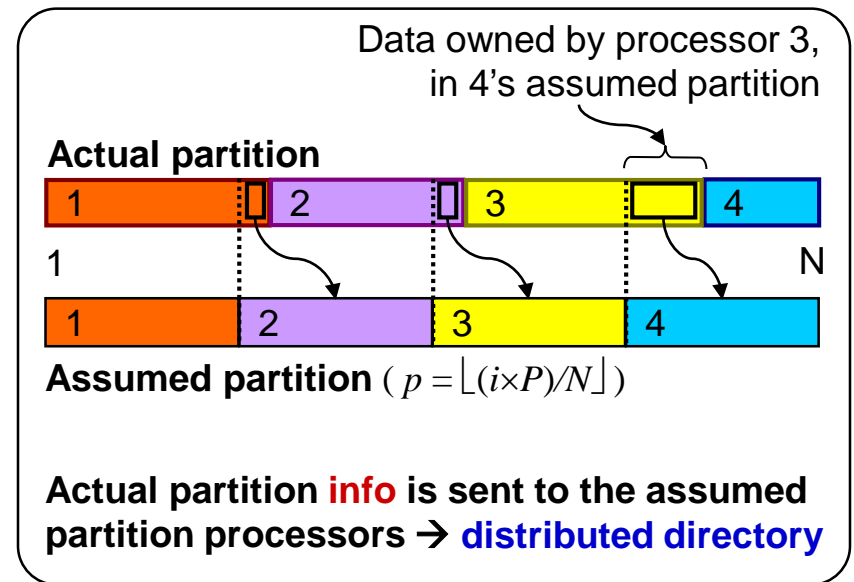 Data owned by processor 3,
in 4's assumed partition
Actual partition
1 2 3 4
1 N
1 2 3 4
Assumed partition ( p = ⌊(i×P)/N⌋ )
Actual partition info is sent to the assumed
partition processors → distributed directory